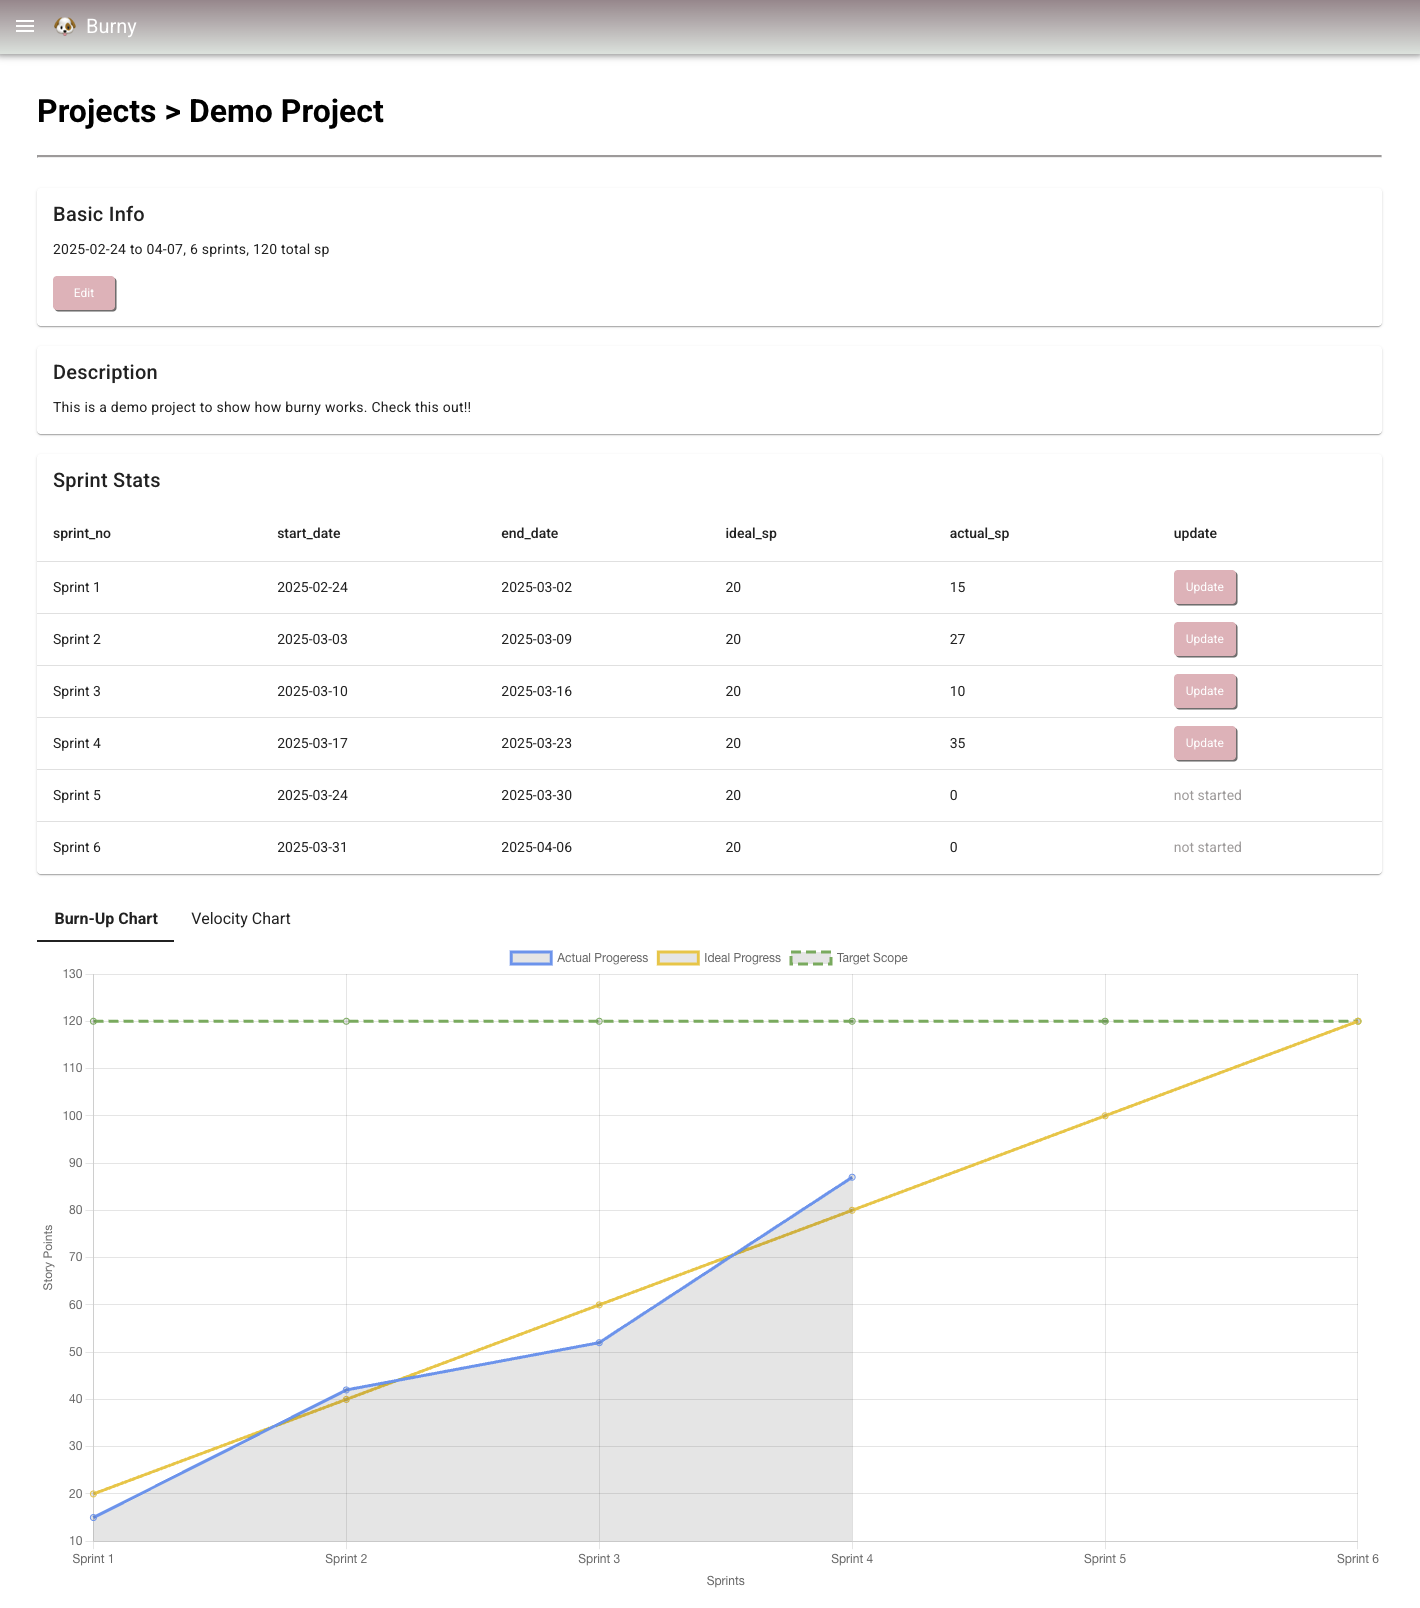 Burny
Projects > Demo Project
Basic Info
2025-02-24 to 04-07, 6 sprints, 120 total sp
Edit
Description
This is a demo project to show how burny works. Check this out!!
Sprint Stats
sprint_no start_date end_date ideal_sp actual_sp update
Sprint 1 2025-02-24 2025-03-02 20 15 Update
Sprint 2 2025-03-03 2025-03-09 20 27 Update
Sprint 3 2025-03-10 2025-03-16 20 10 Update
Sprint 4 2025-03-17 2025-03-23 20 35 Update
Sprint 5 2025-03-24 2025-03-30 20 0 not started
Sprint 6 2025-03-31 2025-04-06 20 0 not started
Burn-Up Chart Velocity Chart
Actual Progeress Ideal Progress Target Scope
130
120
110
100
90
80
70
60
50
40
30
20
10
Story Points
Sprint 1 Sprint 2 Sprint 3 Sprint 4 Sprint 5 Sprint 6
Sprints